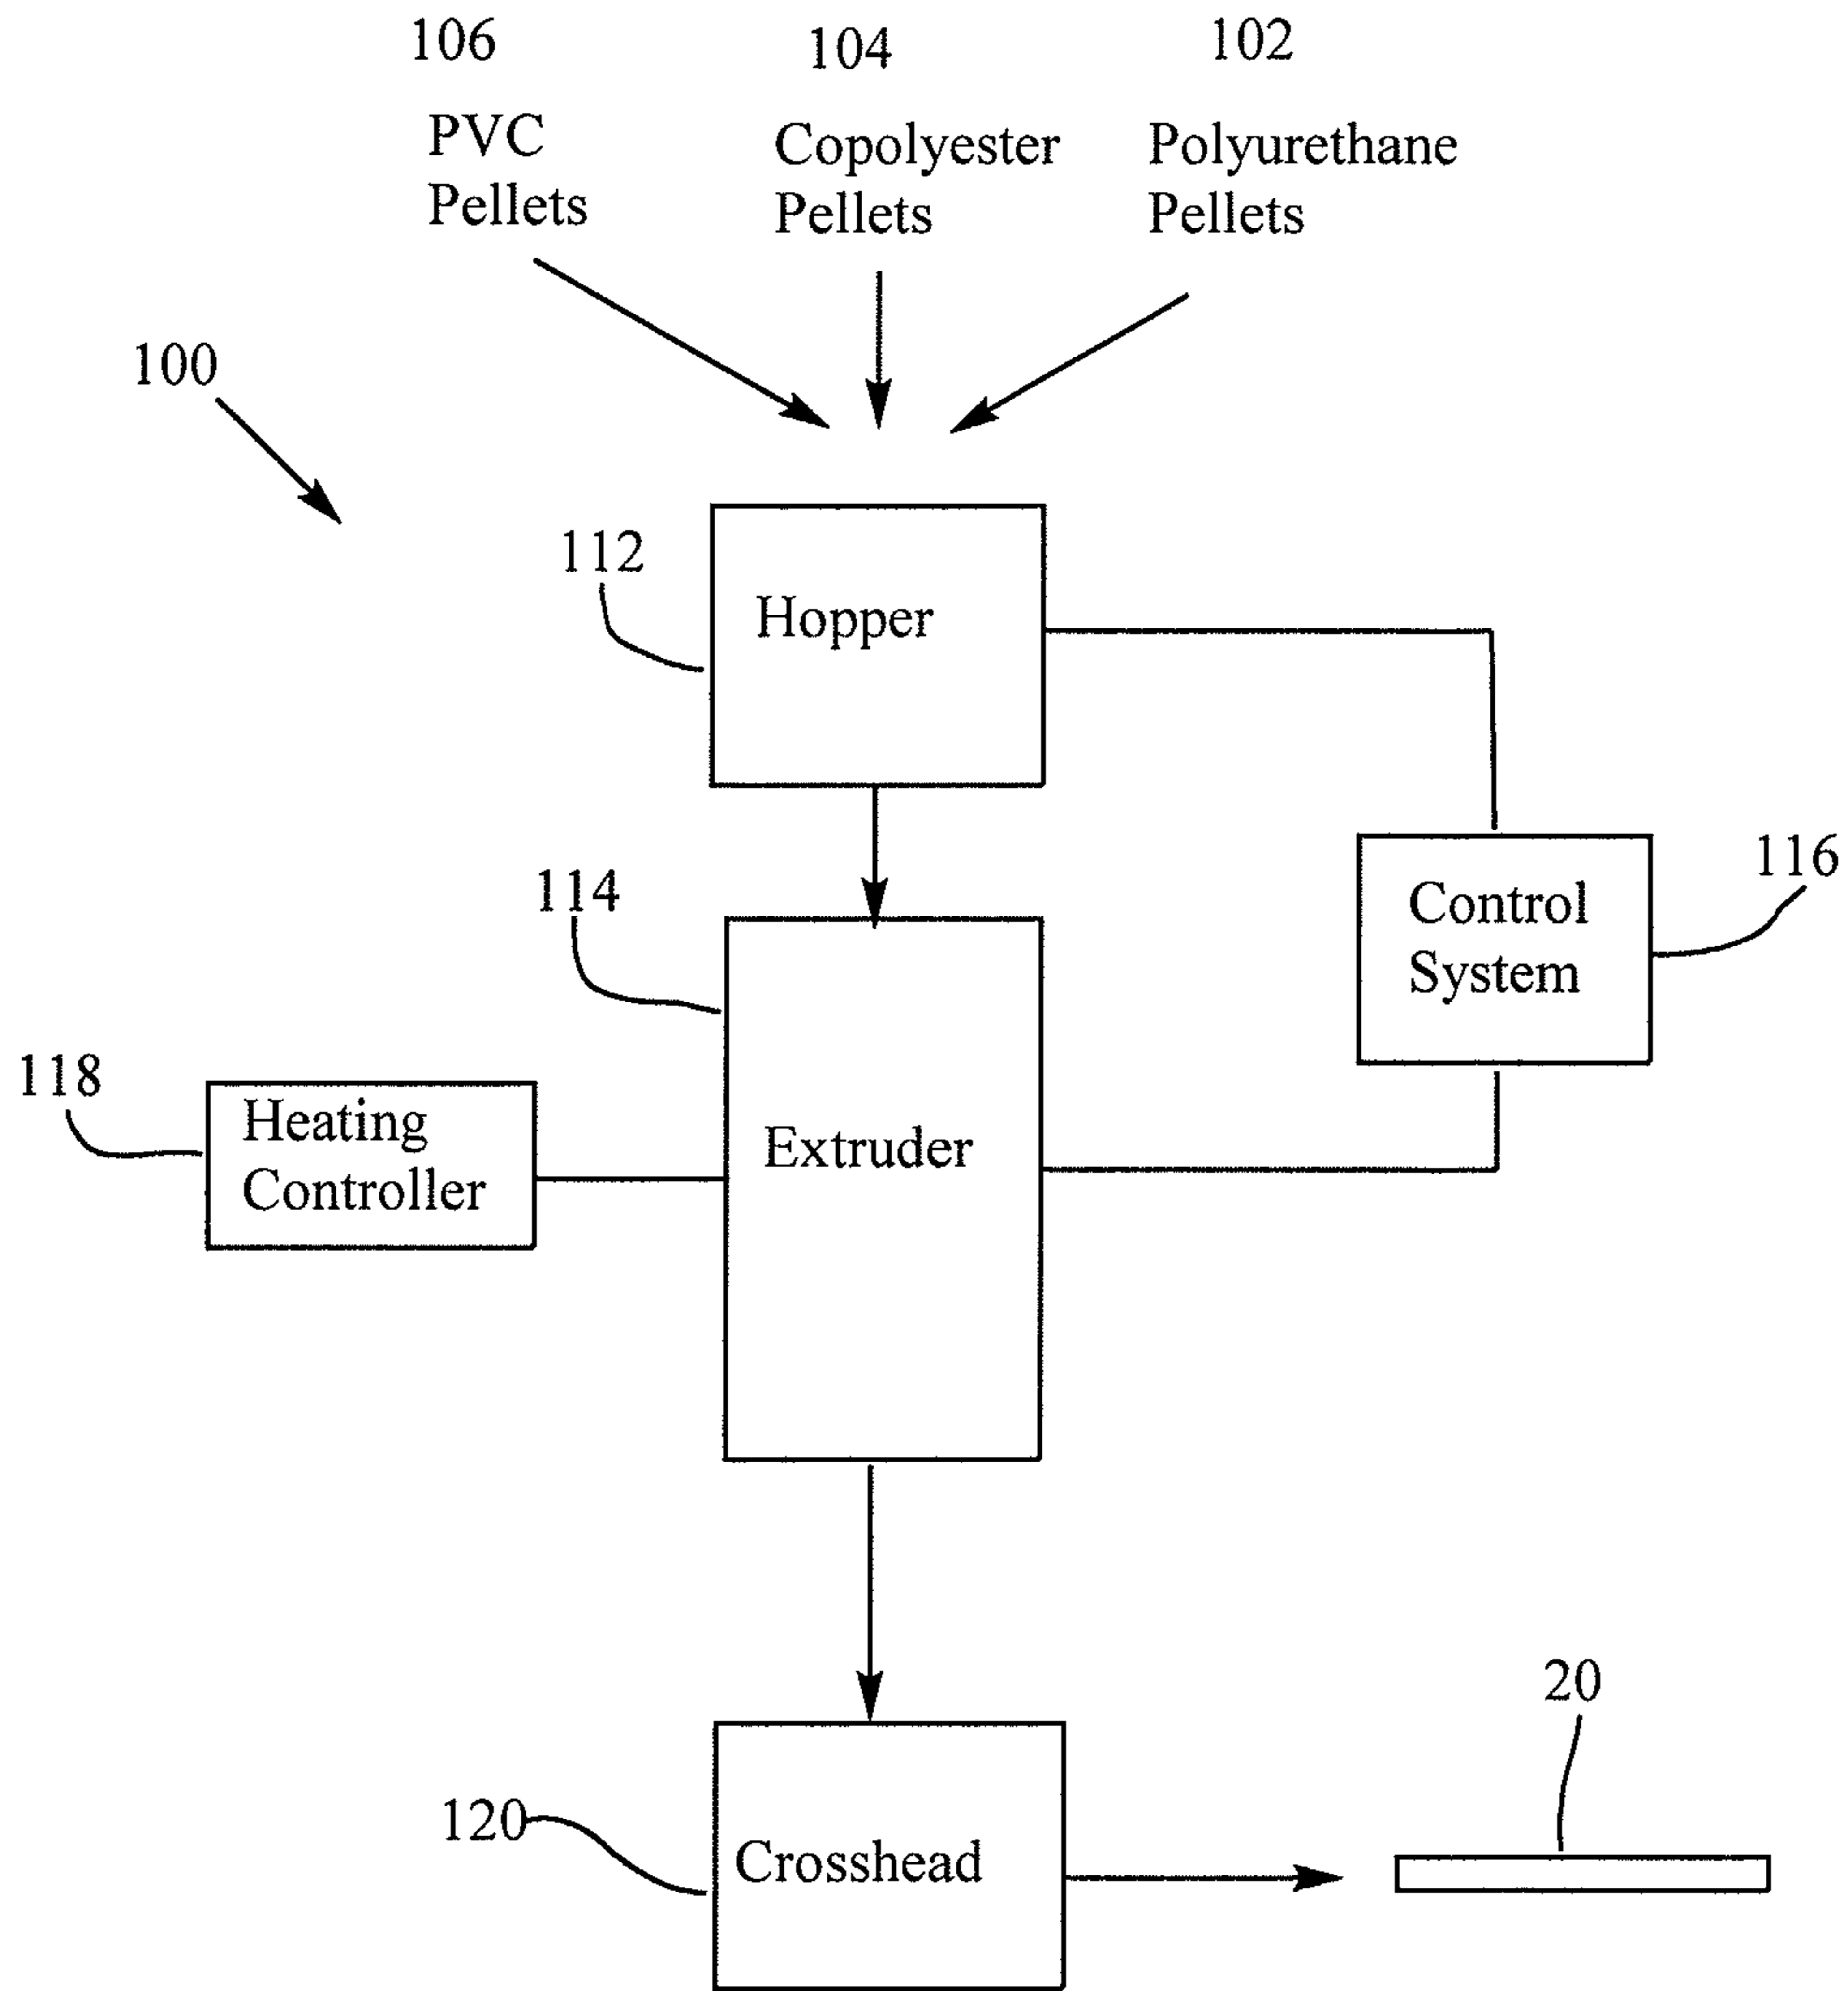 106
104
102
PVC
Pellets
Copolyester
Pellets
Polyurethane
Pellets
100
112
Hopper
114
116
Control
System
118
Heating
Controller
Extruder
20
120
Crosshead